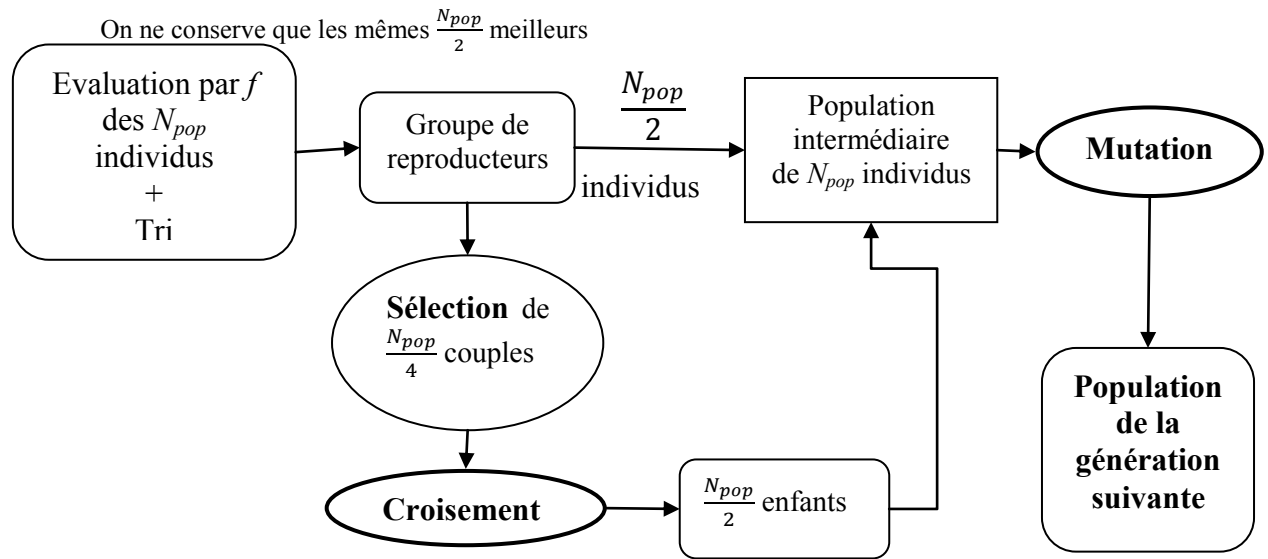 On ne conserve que les mêmes N_pop/2 meilleurs
Evaluation par f
des N_pop
individus
+
Tri
Groupe de
reproducteurs
N_pop/2
individus
Population
intermédiaire
de N_pop individus
Mutation
Sélection de
N_pop/4 couples
Croisement
N_pop/2 enfants
Population
de la
génération
suivante